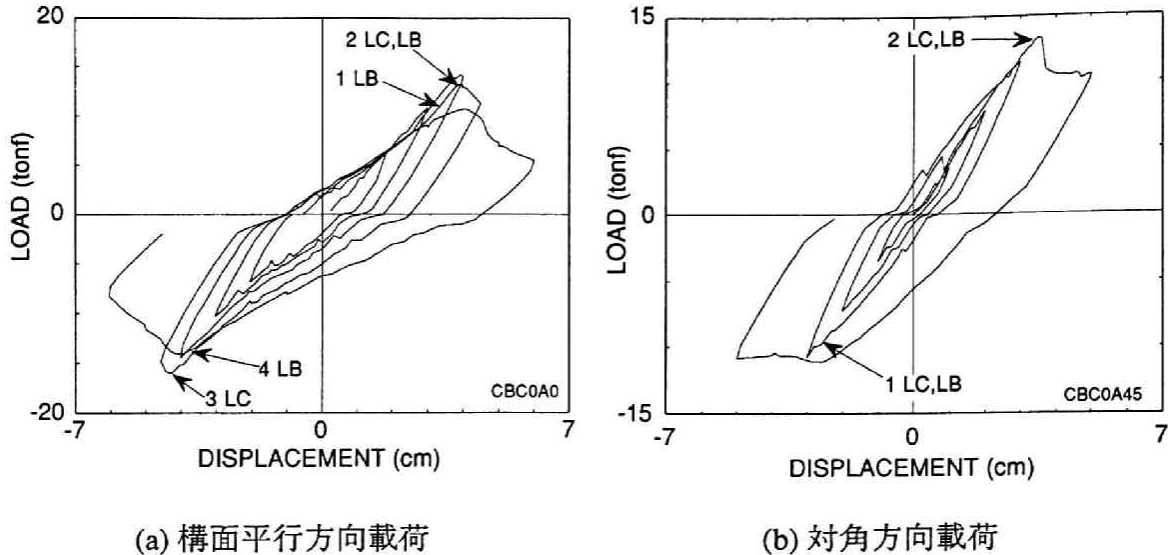 20
2 LC,LB
1 LB
LOAD (tonf)
0
4 LB
3 LC
CBC0A0
-20
-7
0
7
DISPLACEMENT (cm)
(a) 構面平行方向載荷
15
2 LC,LB
LOAD (tonf)
0
1 LC,LB
CBC0A45
-15
-7
0
7
DISPLACEMENT (cm)
(b) 対角方向載荷